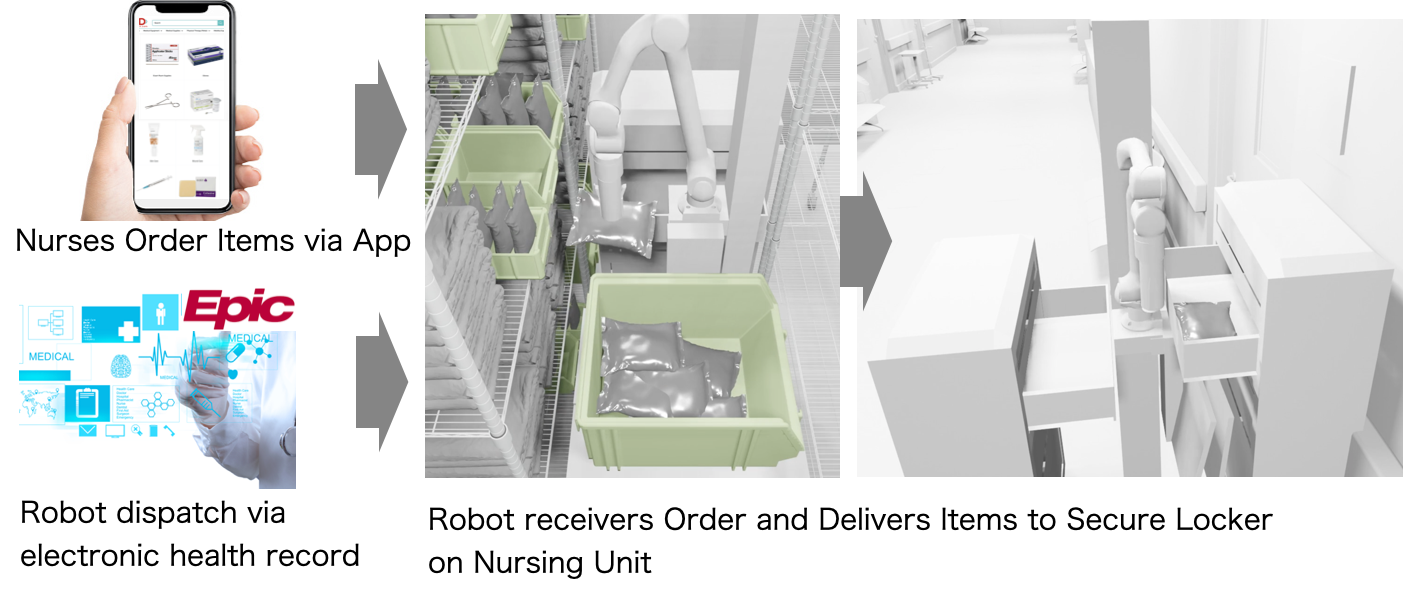 Nurses Order Items via App
Epic
MEDICAL
MEDICAL
MEDICAL
Robot dispatch via
electronic health record
Robot receivers Order and Delivers Items to Secure Locker
on Nursing Unit